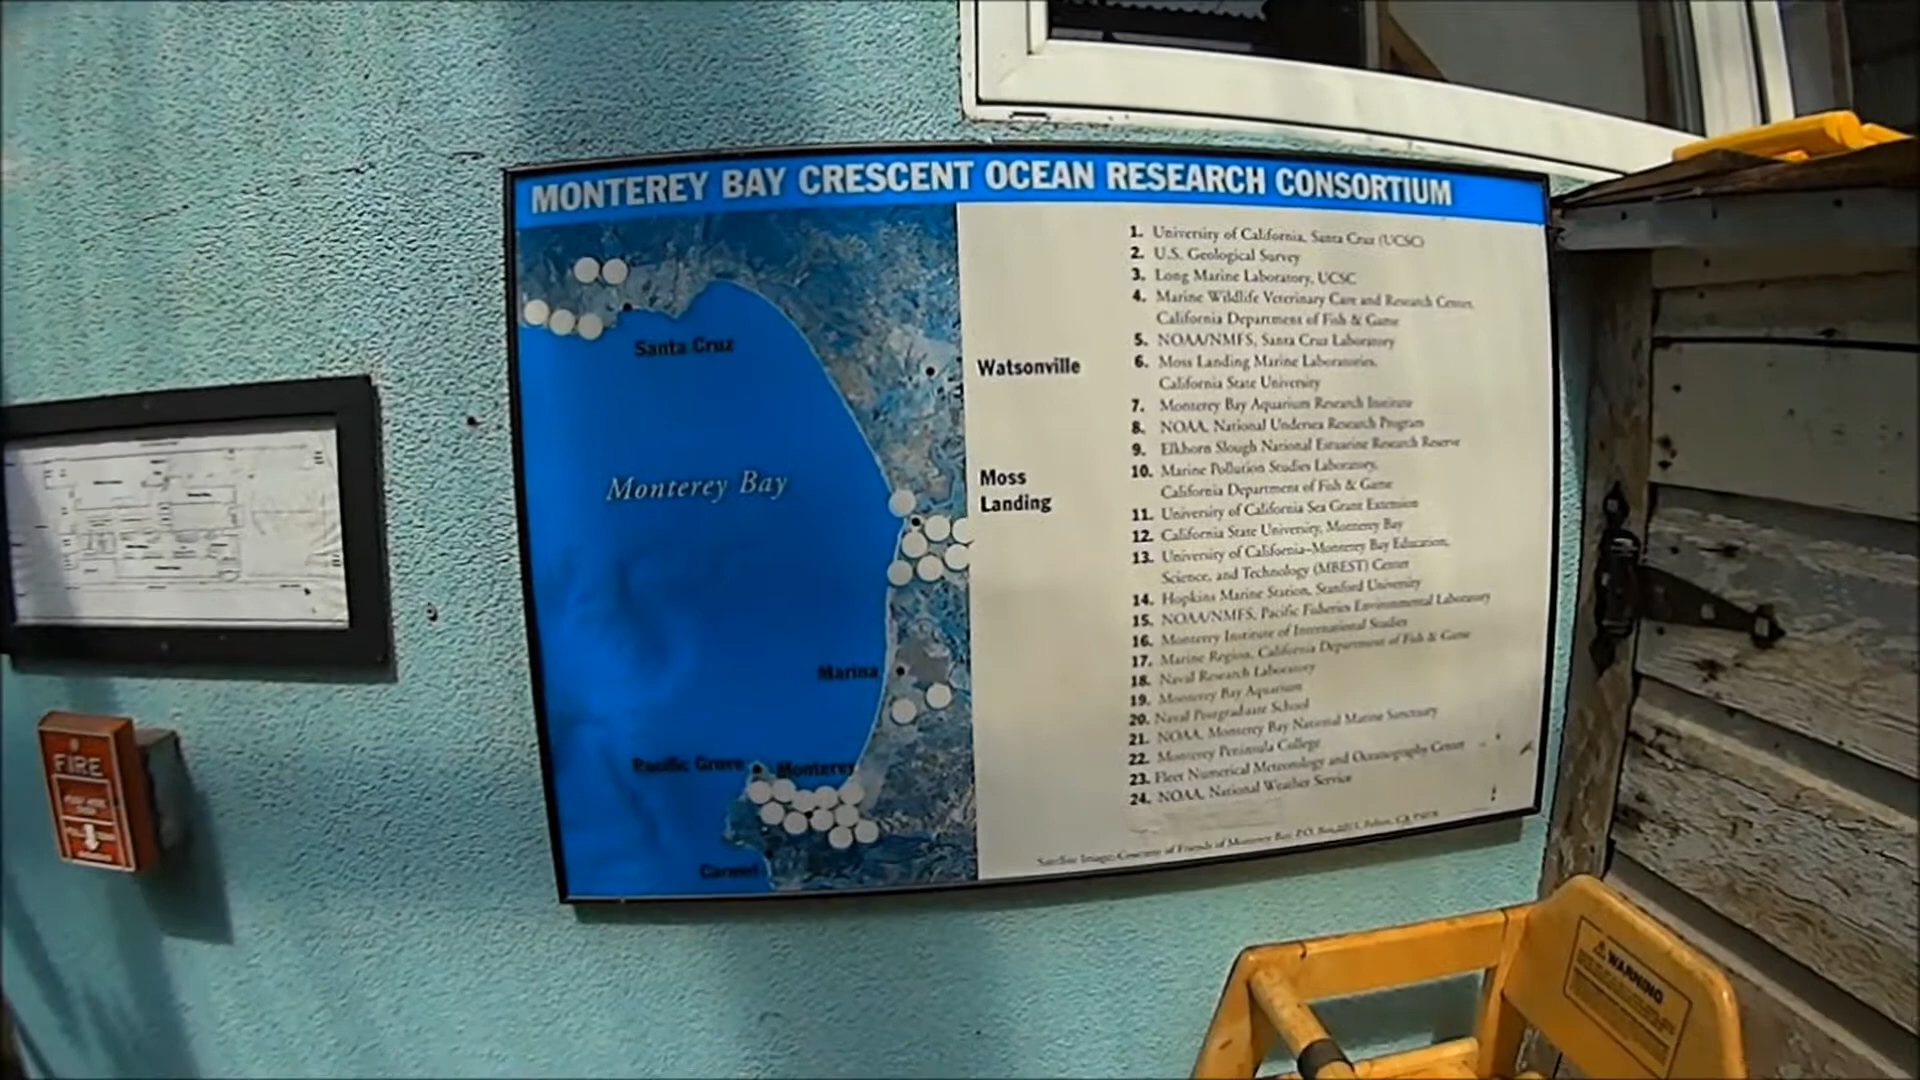 MONTEREY BAY CRESCENT OCEAN RESEARCH CONSORTIUM
Santa Cruz
Monterey Bay
Marina
Pacific Grove
Monterey
Carmel
Watsonville
Moss
Landing
1. University of California, Santa Cruz (UCSC)
2. U.S. Geological Survey
3. Long Marine Laboratory, UCSC
4. Marine Wildlife Veterinary Care and Research Center,
California Department of Fish & Game
5. NOAA/NMFS, Santa Cruz Laboratory
6. Moss Landing Marine Laboratories,
California State University
7. Monterey Bay Aquarium Research Institute
8. NOAA, National Undersea Research Program
9. Elkhorn Slough National Estuarine Research Reserve
10. Marine Pollution Studies Laboratory,
California Department of Fish & Game
11. University of California Sea Grant Extension
12. California State University, Monterey Bay
13. University of California-Monterey Bay Education,
Science, and Technology (MBEST) Center
14. Hopkins Marine Station, Stanford University
15. NOAA/NMFS, Pacific Fisheries Environmental Laboratory
16. Monterey Institute of International Studies
17. Marine Region, California Department of Fish & Game
18. Naval Research Laboratory
19. Monterey Bay Aquarium
20. Naval Postgraduate School
21. NOAA, Monterey Bay National Marine Sanctuary
22. Monterey Peninsula College
23. Fleet Numerical Meteorology and Oceanography Center
24. NOAA, National Weather Service
Satellite Image Courtesy of Friends of Monterey Bay, P.O. Box
FIRE
WARNING